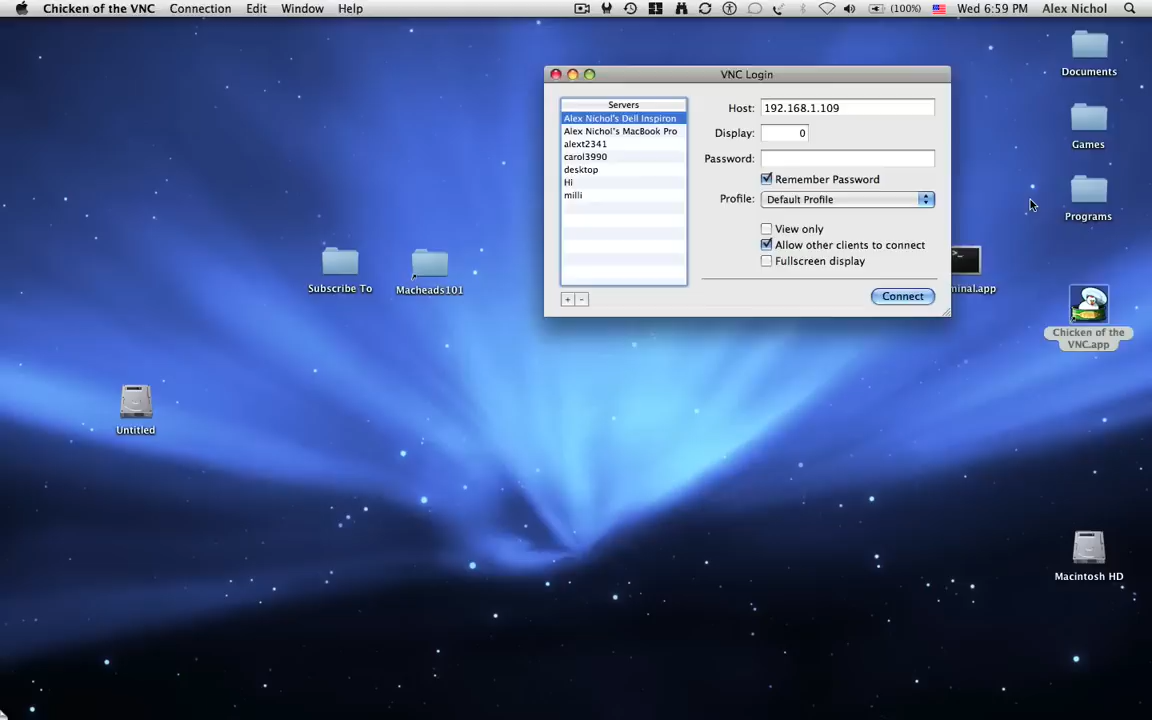 Chicken of the VNC Connection Edit Window Help (100%) Wed 6:59 PM Alex Nichol
VNC Login
Servers
Alex Nichol's Dell Inspiron
Alex Nichol's MacBook Pro
alext2341
carol3990
desktop
Hi
milli
+ -
Host: 192.168.1.109
Display: 0
Password:
Remember Password
Profile: Default Profile
View only
Allow other clients to connect
Fullscreen display
Connect
Documents
Games
Programs
Subscribe To
Macheads101
minal.app
Chicken of the
VNC.app
Untitled
Macintosh HD